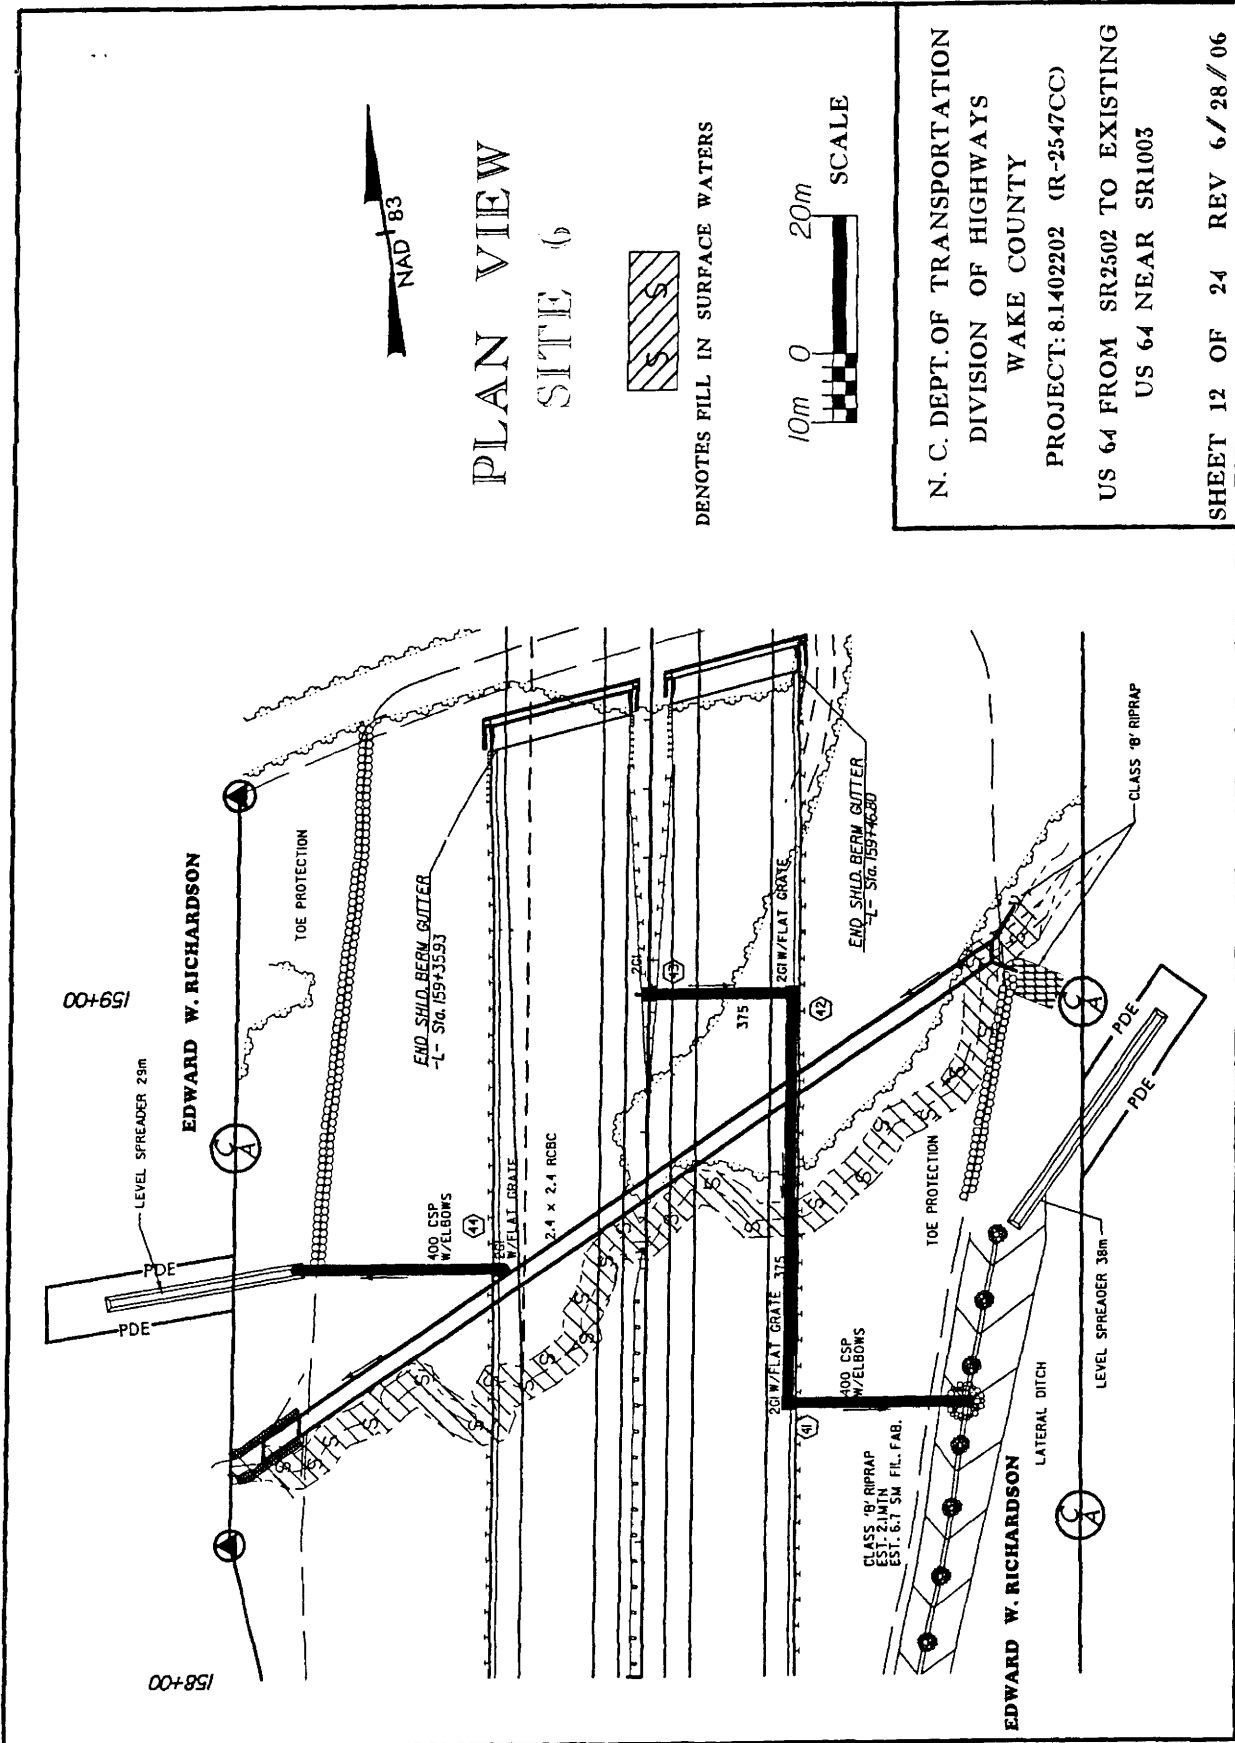 PLAN VIEW
SITE 6
NAD '83
S S
DENOTES FILL IN SURFACE WATERS
10m 0 20m
SCALE
N. C. DEPT. OF TRANSPORTATION
DIVISION OF HIGHWAYS
WAKE COUNTY
PROJECT: 8.1402202 (R-2547CC)
US 64 FROM SR2502 TO EXISTING
US 64 NEAR SR1003
SHEET 12 OF 24 REV 6/28/06
158+00
159+00
LEVEL SPREADER 29m
EDWARD W. RICHARDSON
PDE
PDE
C/A
TOE PROTECTION
END SHLD. BERM GUTTER
-L- Sta. 159+35.93
400 CSP
W/ELBOWS
44
2GI
W/FLAT GRATE
2.4 x 2.4 RCBC
2GI
43
375
2GI W/FLAT GRATE
42
END SHLD. BERM GUTTER
-L- Sta. 159+46.80
2GI W/FLAT GRATE
375
41
400 CSP
W/ELBOWS
CLASS 'B' RIPRAP
EST. 2.1 MTN
EST. 6.7 SM FIL. FAB.
TOE PROTECTION
LATERAL DITCH
EDWARD W. RICHARDSON
C/A
C/A
PDE
PDE
LEVEL SPREADER 38m
CLASS 'B' RIPRAP